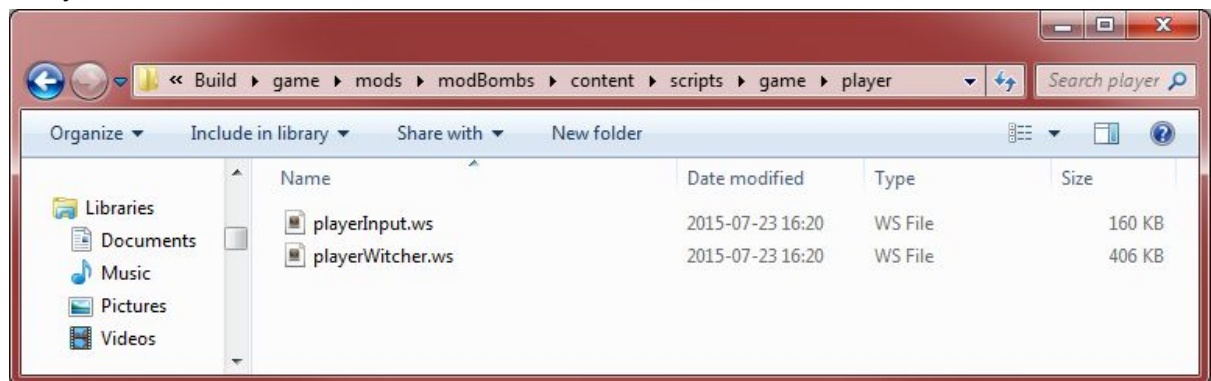 « Build ▸ game ▸ mods ▸ modBombs ▸ content ▸ scripts ▸ game ▸ player Search player
Organize Include in library Share with New folder
Name Date modified Type Size
Libraries
Documents
Music
Pictures
Videos
playerInput.ws 2015-07-23 16:20 WS File 160 KB
playerWitcher.ws 2015-07-23 16:20 WS File 406 KB